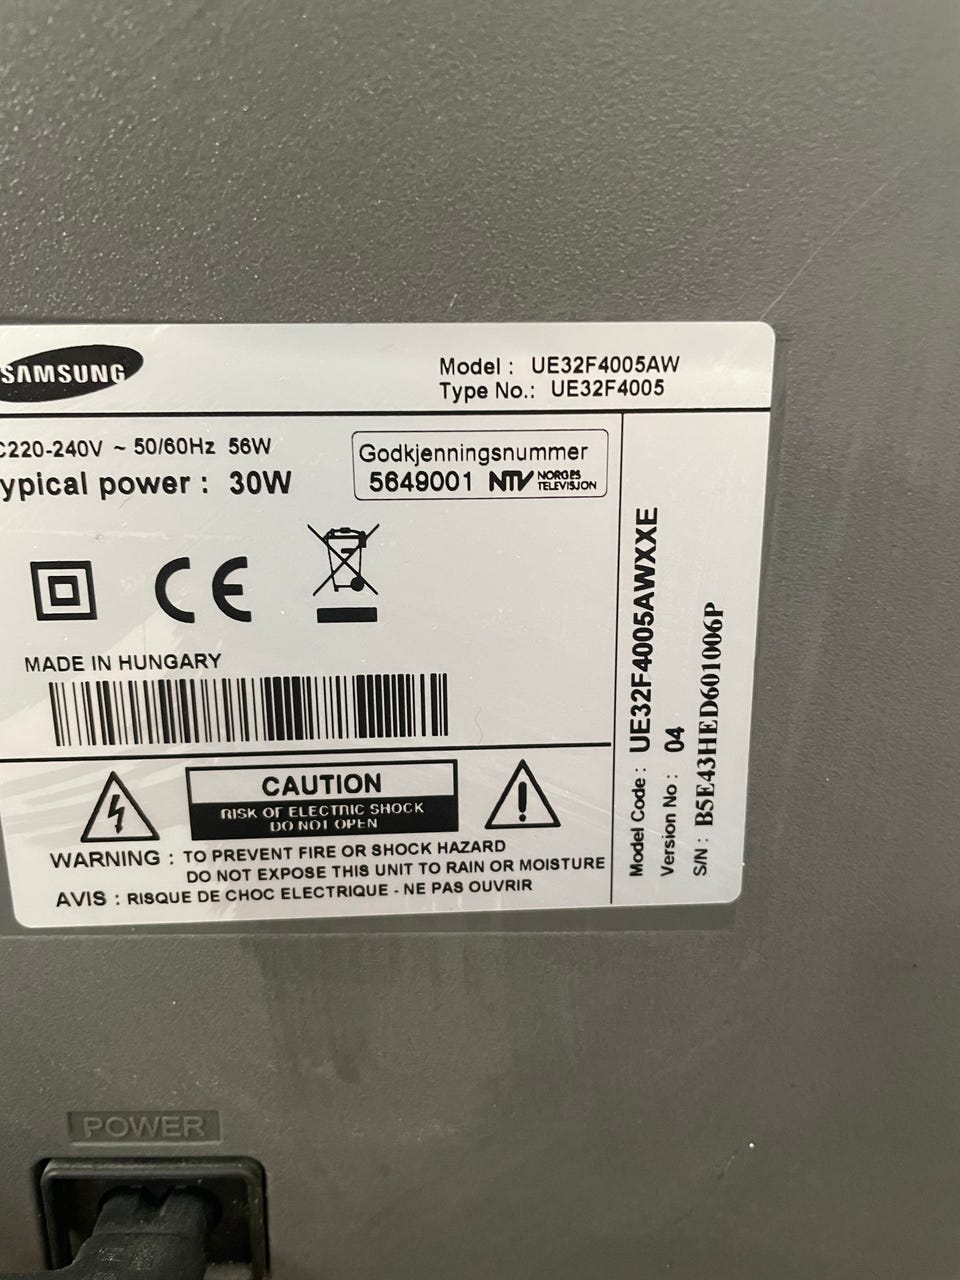 SAMSUNG
Model : UE32F4005AW
Type No.: UE32F4005
C220-240V ~ 50/60Hz 56W
ypical power : 30W
Godkjenningsnummer
5649001 NTV NORGES TELEVISJON
CE
MADE IN HUNGARY
CAUTION
RISK OF ELECTRIC SHOCK
DO NOT OPEN
WARNING : TO PREVENT FIRE OR SHOCK HAZARD
DO NOT EXPOSE THIS UNIT TO RAIN OR MOISTURE
AVIS : RISQUE DE CHOC ELECTRIQUE - NE PAS OUVRIR
Model Code : UE32F4005AWXXE
Version No : 04
S/N : B5E43HED601006P
POWER